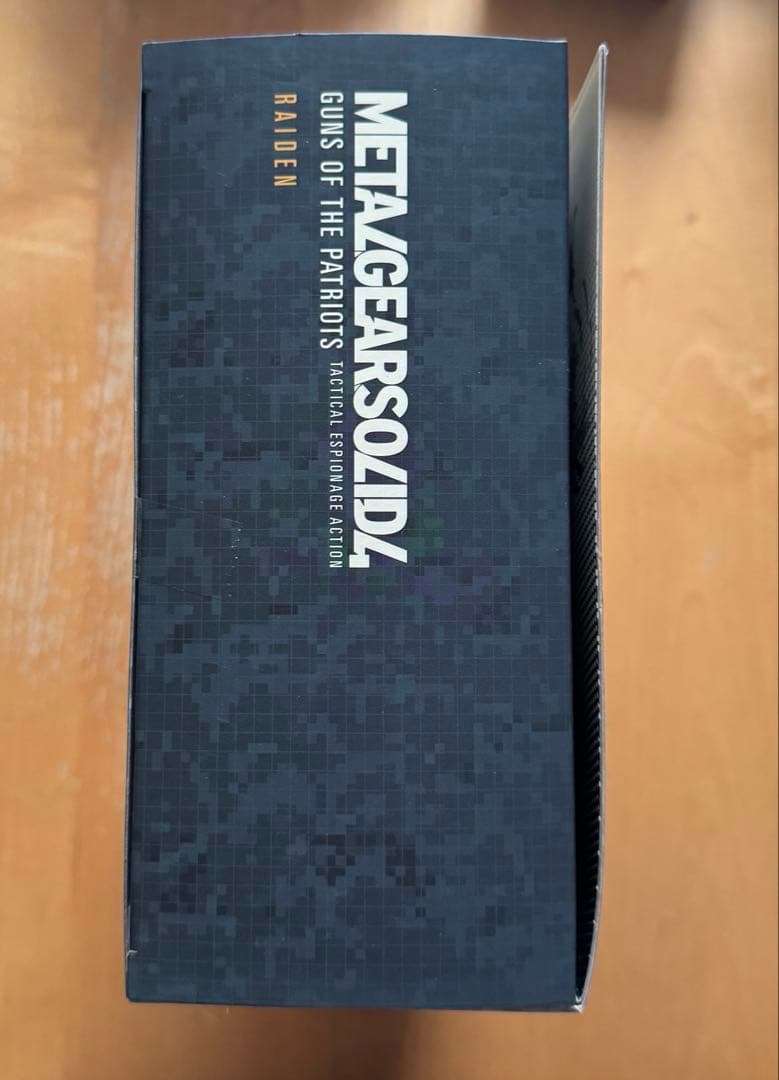 METAL GEAR SOLID 4
GUNS OF THE PATRIOTS TACTICAL ESPIONAGE ACTION
RAIDEN